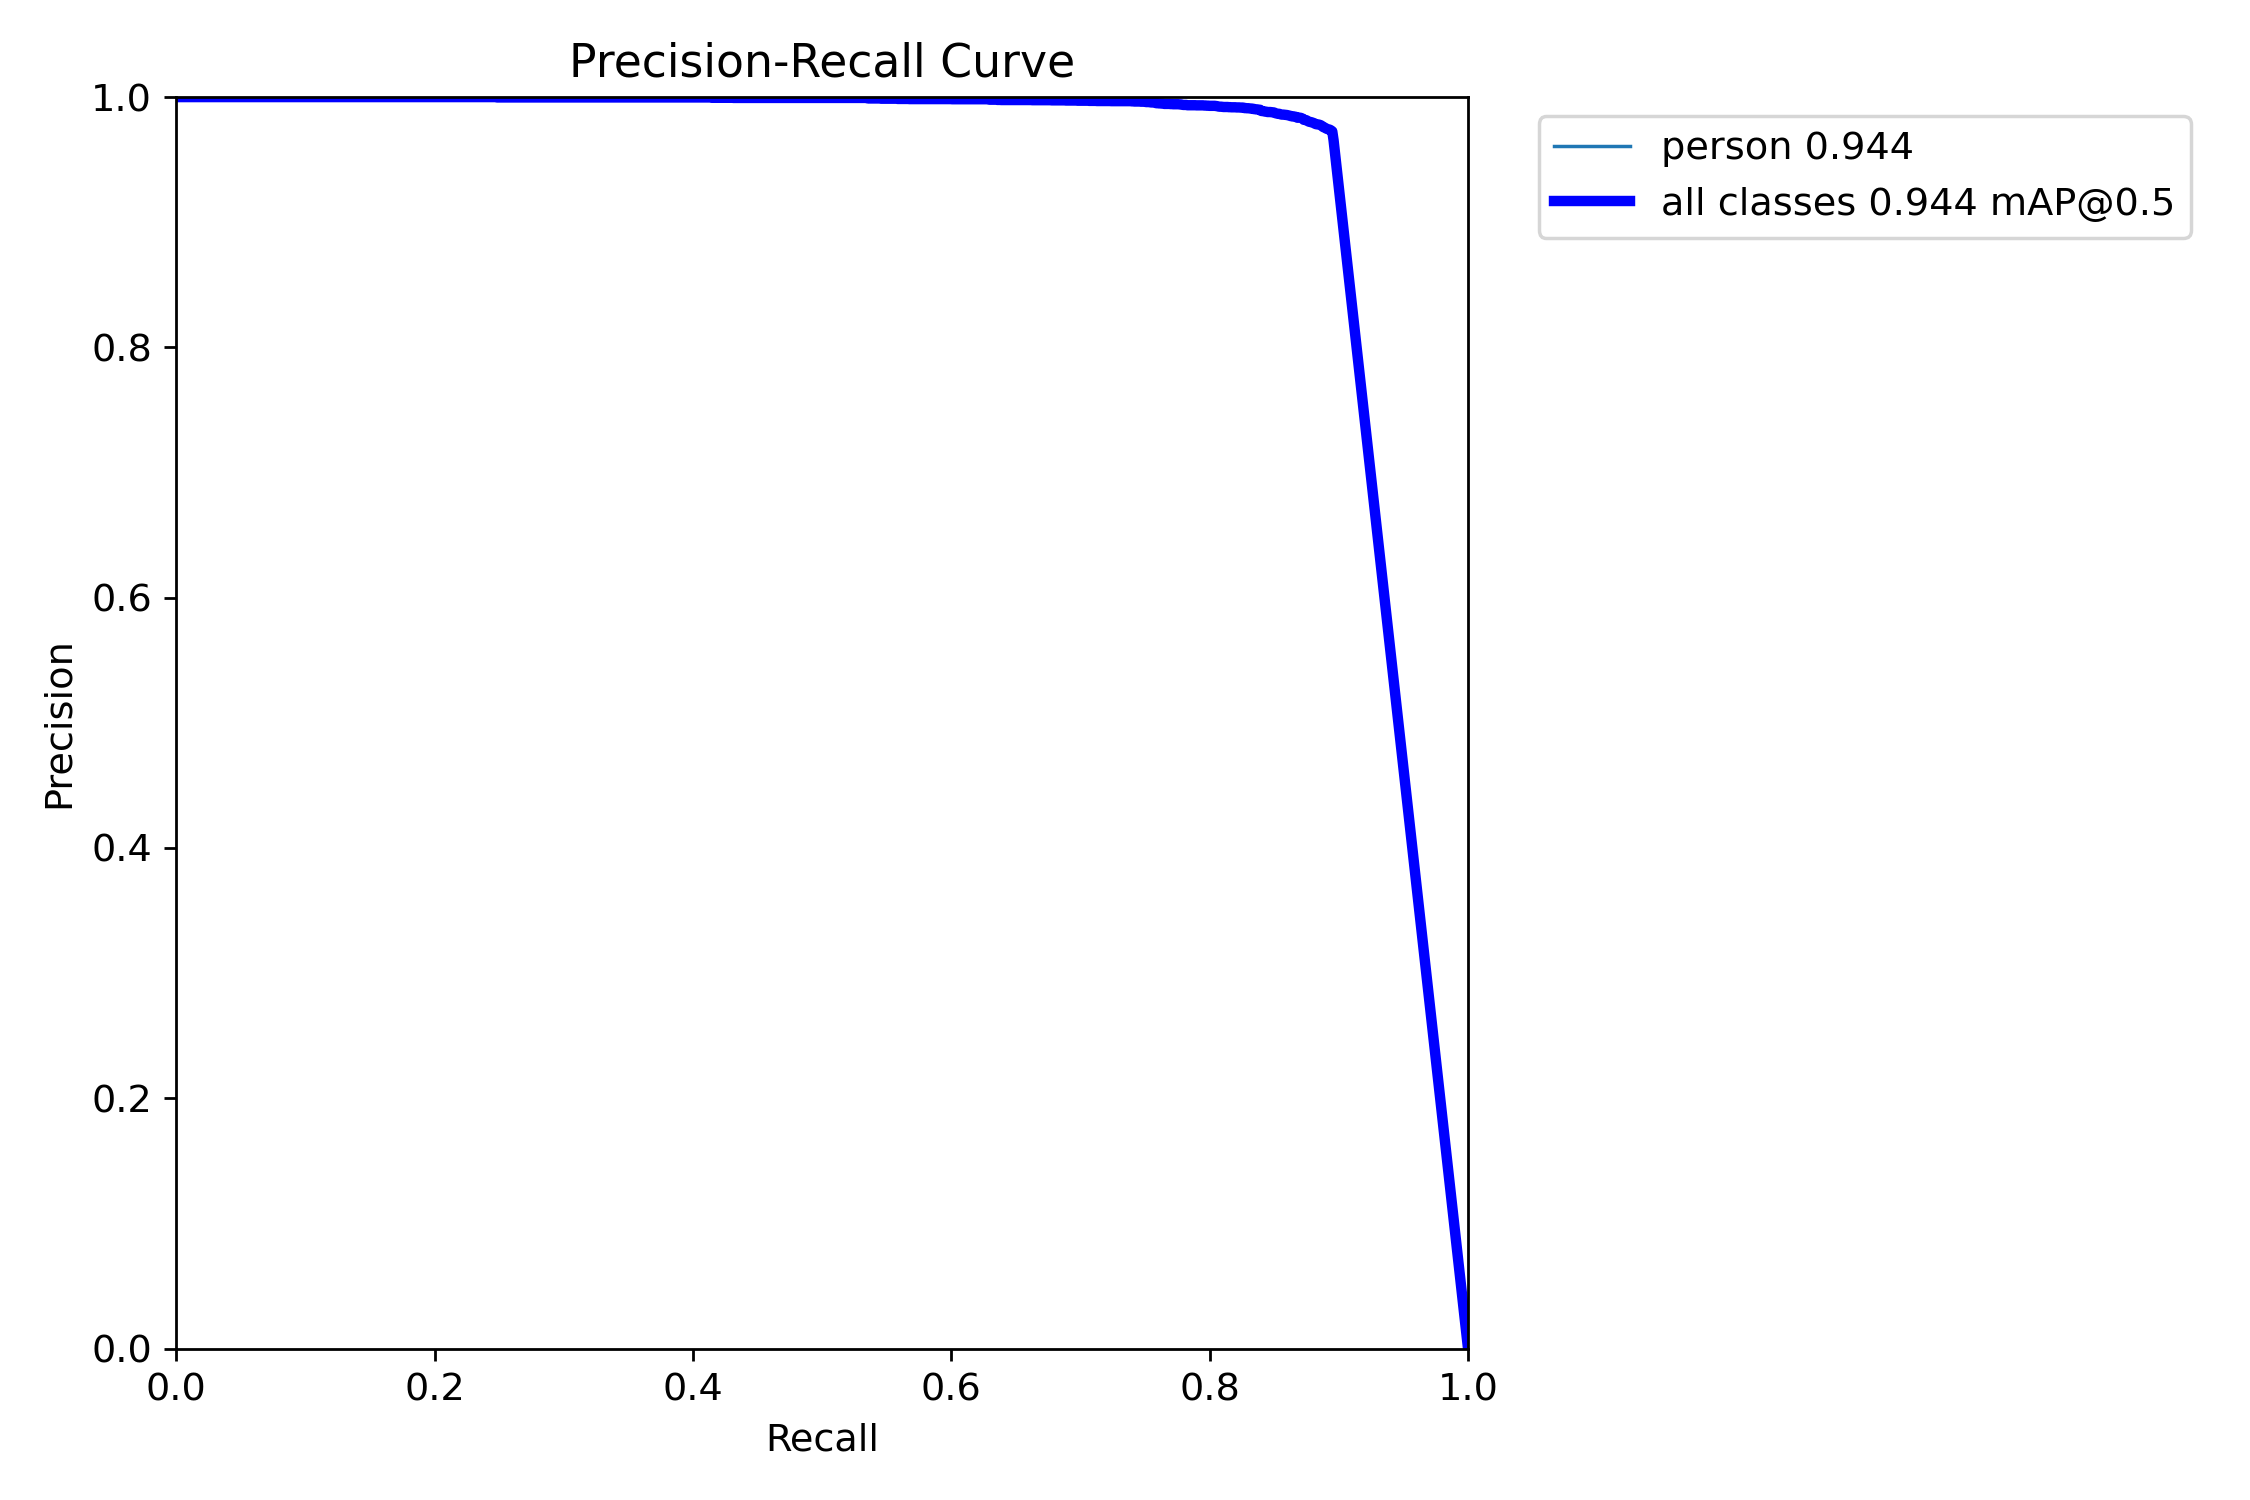 Precision-Recall Curve
person 0.944
all classes 0.944 mAP@0.5
Precision
1.0
0.8
0.6
0.4
0.2
0.0
0.0 0.2 0.4 0.6 0.8 1.0
Recall